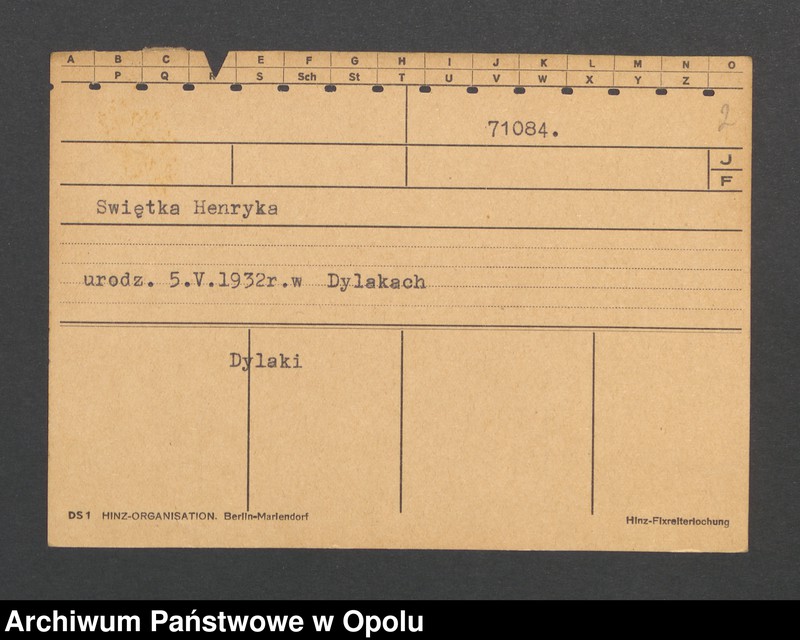 A B C E F G H I J K L M N O
P Q R S Sch St T U V W X Y Z
2
71084.
J
F
Swiętka Henryka
urodz. 5.V.1932r.w Dylakach
Dylaki
DS1 HINZ-ORGANISATION. Berlin-Mariendorf
Hinz-Fixreiterlochung
Archiwum Państwowe w Opolu